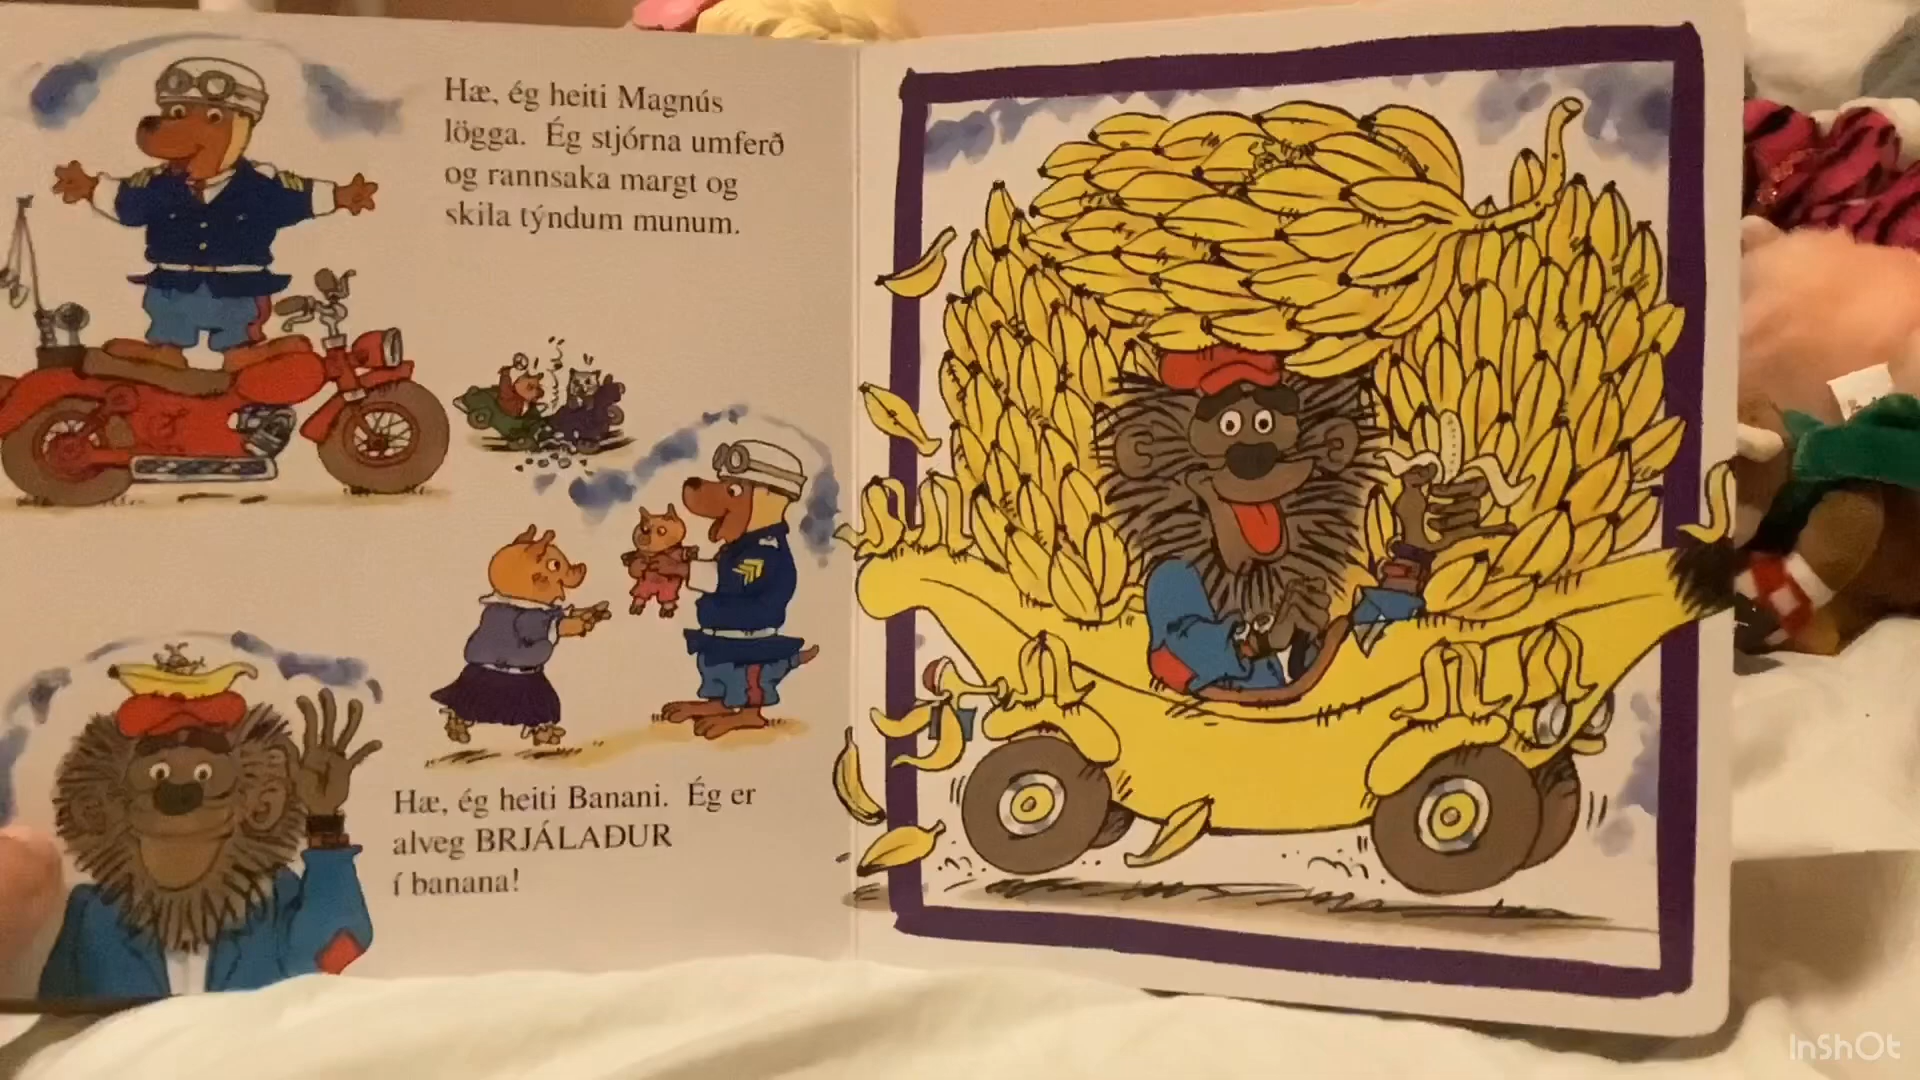 Hæ, ég heiti Magnús
lögga. Ég stjórna umferð
og rannsaka margt og
skila týndum munum.
Hæ, ég heiti Banani. Ég er
alveg BRJÁLAÐUR
í banana!
InShOt